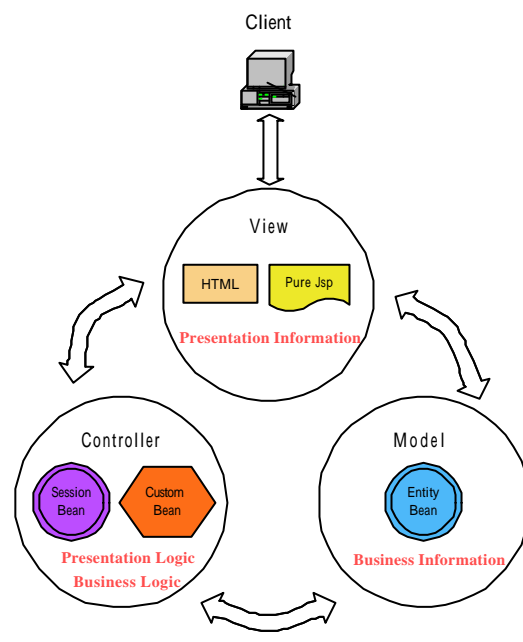 Client
View
HTML
Pure Jsp
Presentation Information
Controller
Session
Bean
Custom
Bean
Presentation Logic
Business Logic
Model
Entity
Bean
Business Information